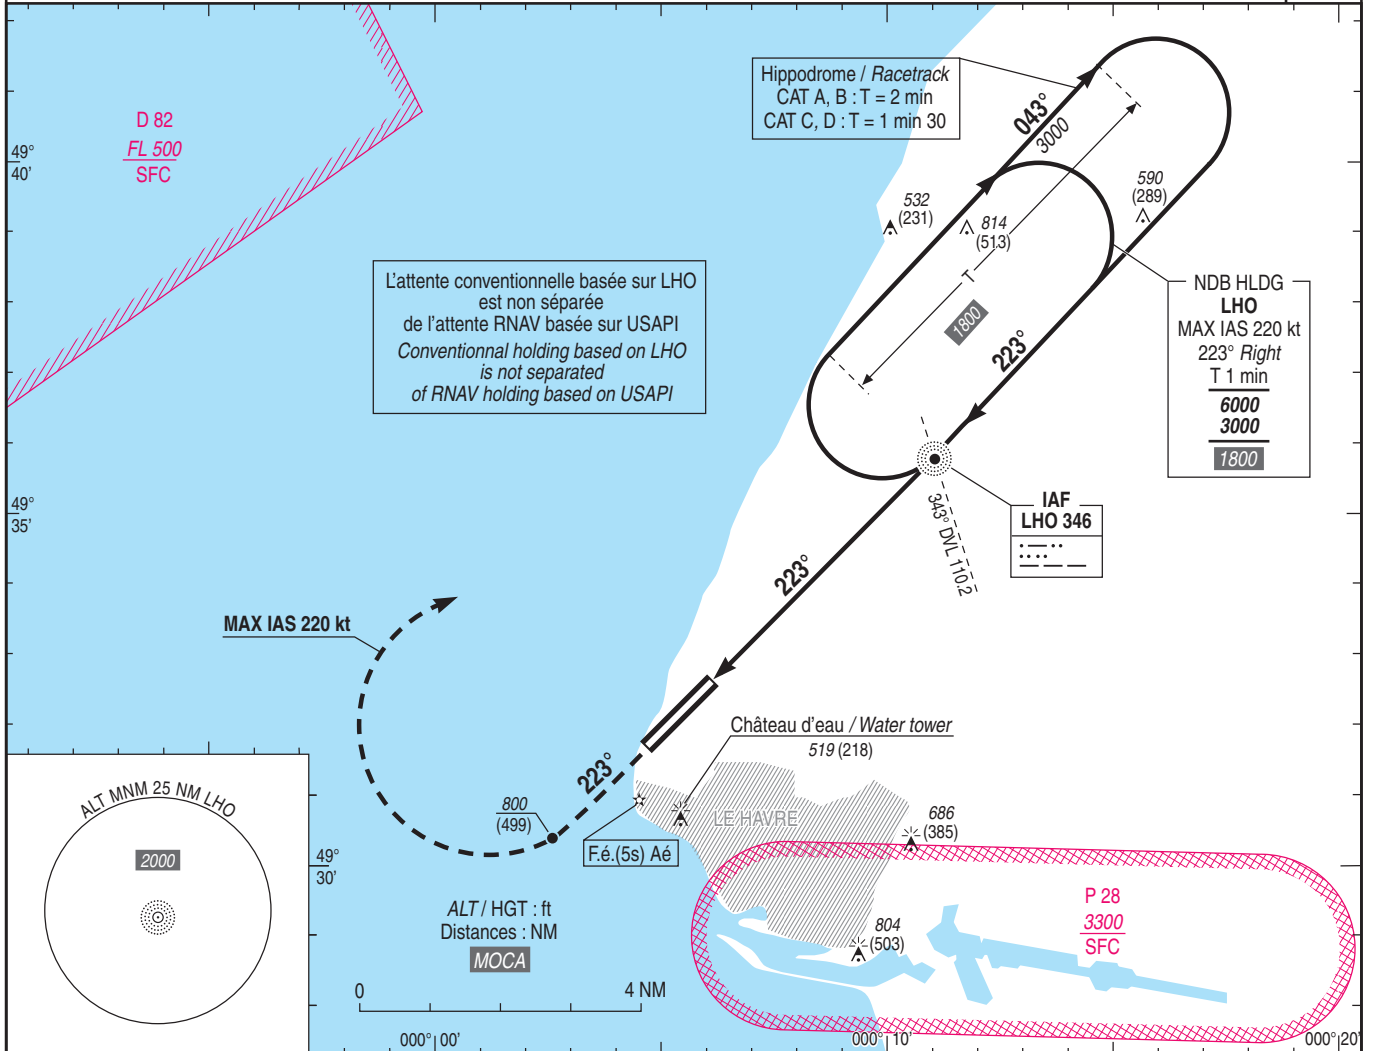 Hippodrome / Racetrack
CAT A, B : T = 2 min
CAT C, D : T = 1 min 30
043°
3000
D 82
FL 500
SFC
49°
40'
532
(231)
814
(513)
590
(289)
T
1800
223°
L'attente conventionnelle basée sur LHO
est non séparée
de l'attente RNAV basée sur USAPI
Conventionnal holding based on LHO
is not separated
of RNAV holding based on USAPI
NDB HLDG
LHO
MAX IAS 220 kt
223° Right
T 1 min
6000
3000
1800
IAF
LHO 346
343° DVL 110.2
49°
35'
223°
MAX IAS 220 kt
Château d'eau / Water tower
519 (218)
223°
800
(499)
F.é.(5s) Aé
LE HAVRE
686
(385)
ALT MNM 25 NM LHO
2000
49°
30'
ALT / HGT : ft
Distances : NM
MOCA
0
4 NM
804
(503)
P 28
3300
SFC
000° 00'
000° 10'
000° 20'